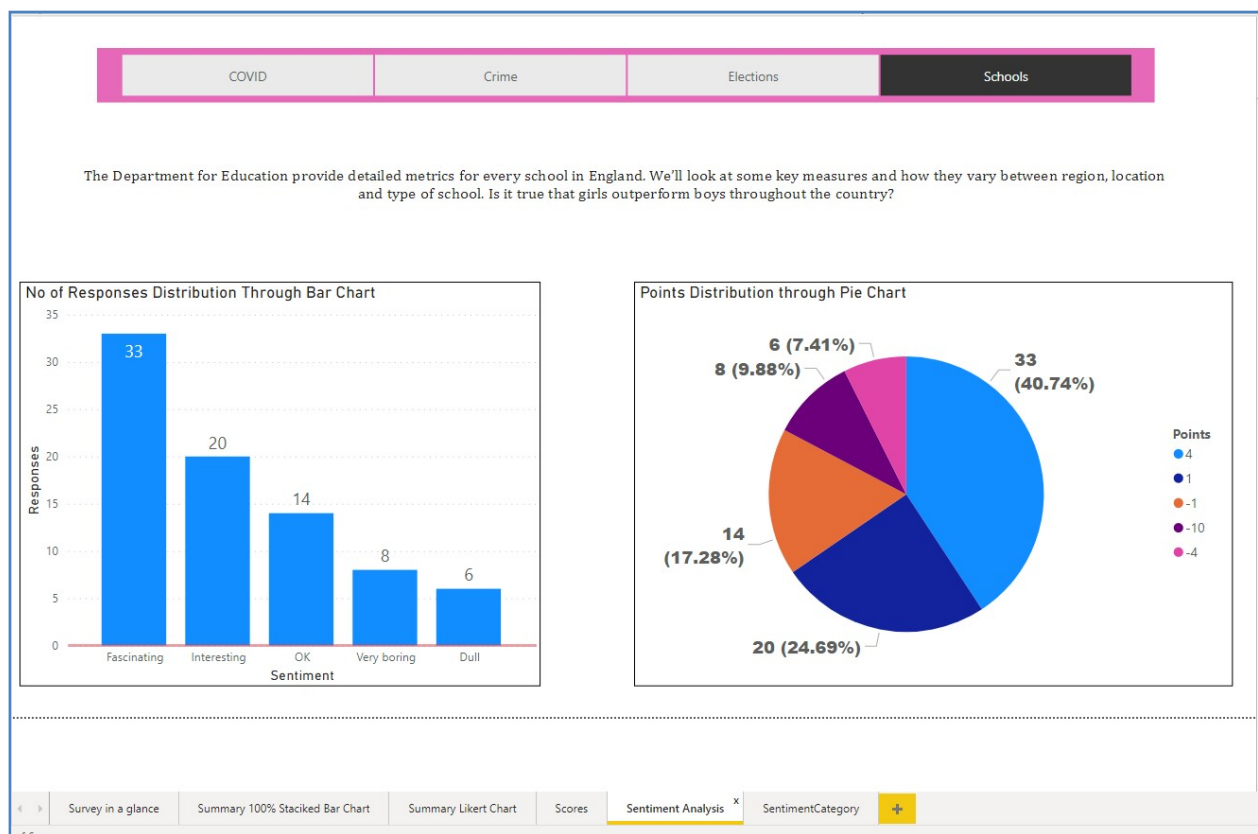 COVID
Crime
Elections
Schools
The Department for Education provide detailed metrics for every school in England. We'll look at some key measures and how they vary between region, location
and type of school. Is it true that girls outperform boys throughout the country?
No of Responses Distribution Through Bar Chart
35
30
25
20
15
10
5
0
Responses
33
20
14
8
6
Fascinating
Interesting
OK
Very boring
Dull
Sentiment
Points Distribution through Pie Chart
6 (7.41%)
8 (9.88%)
33
(40.74%)
14
(17.28%)
20 (24.69%)
Points
4
1
-1
-10
-4
Survey in a glance
Summary 100% Staciked Bar Chart
Summary Likert Chart
Scores
Sentiment Analysis x
SentimentCategory
+